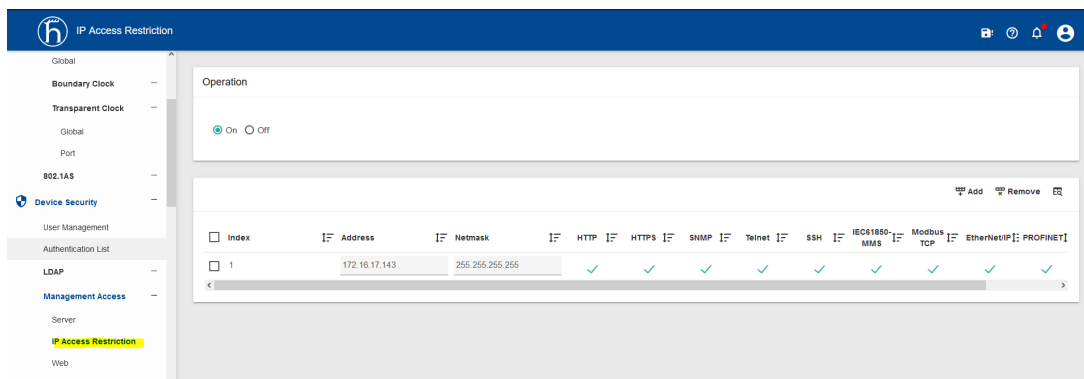 IP Access Restriction
Global
Boundary Clock
Transparent Clock
Global
Port
802.1AS
Device Security
User Management
Authentication List
LDAP
Management Access
Server
IP Access Restriction
Web
Operation
On Off
Add Remove
Index Address Netmask HTTP HTTPS SNMP Telnet SSH IEC61850-MMS Modbus TCP EtherNet/IP PROFINET
1 172.16.17.143 255.255.255.255